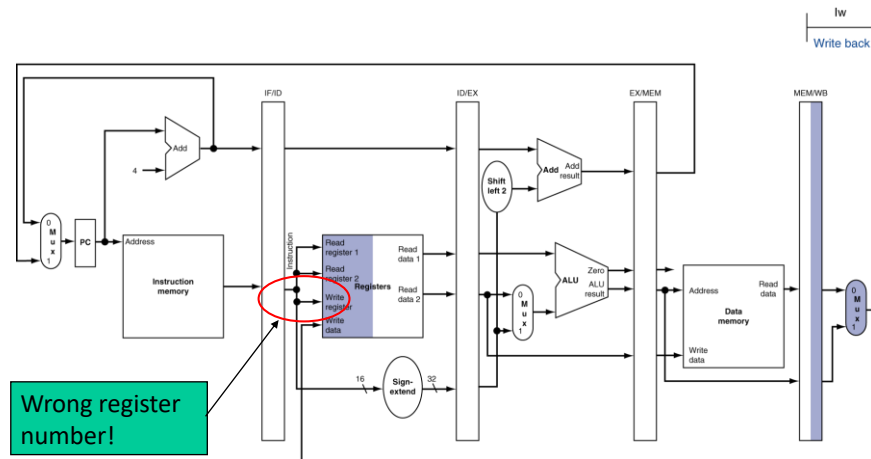 lw
Write back
IF/ID
ID/EX
EX/MEM
MEM/WB
Add
4
Add
Add
result
Shift
left 2
0
M
u
x
1
PC
Address
Instruction
memory
Instruction
Read
register 1
Read
data 1
Read
register 2
Registers
Read
data 2
Write
register
Write
data
0
M
u
x
1
Zero
ALU
ALU
result
Address
Read
data
Data
memory
Write
data
0
M
u
x
1
16
Sign-
extend
32
Wrong register
number!